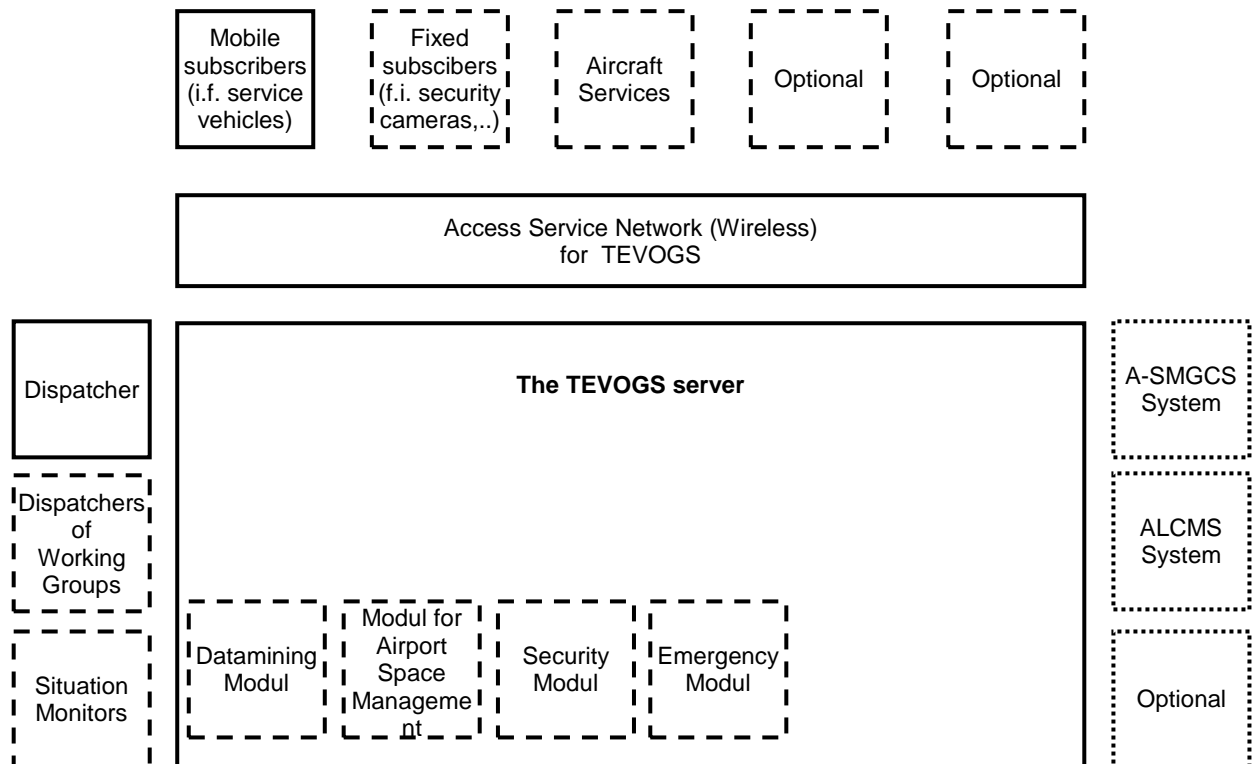 Mobile
subscribers
(i.f. service
vehicles)
Fixed
subscibers
(f.i. security
cameras,..)
Aircraft
Services
Optional
Optional
Access Service Network (Wireless)
for TEVOGS
Dispatcher
The TEVOGS server
A-SMGCS
System
Dispatchers
of
Working
Groups
ALCMS
System
Datamining
Modul
Modul for
Airport
Space
Manageme
nt
Security
Modul
Emergency
Modul
Situation
Monitors
Optional